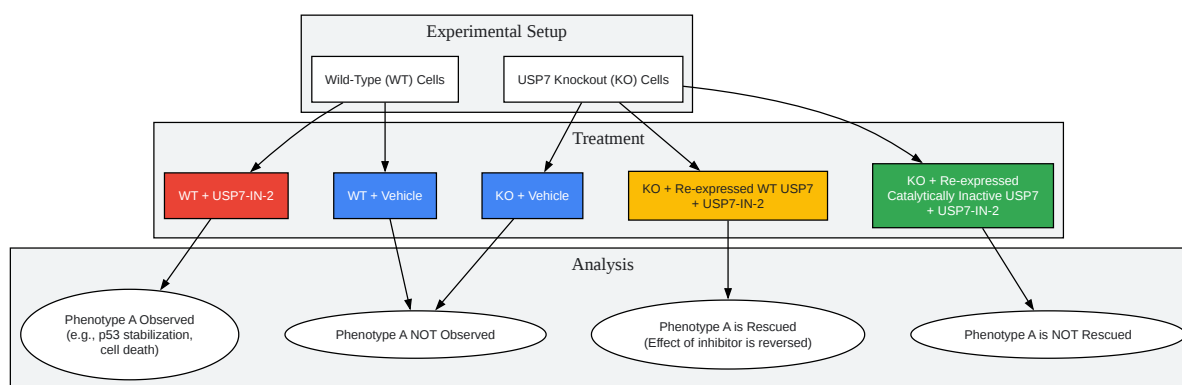 Experimental Setup
Wild-Type (WT) Cells
USP7 Knockout (KO) Cells
Treatment
WT + USP7-IN-2
WT + Vehicle
KO + Vehicle
KO + Re-expressed WT USP7
+ USP7-IN-2
KO + Re-expressed
Catalytically Inactive USP7
+ USP7-IN-2
Analysis
Phenotype A Observed
(e.g., p53 stabilization,
cell death)
Phenotype A NOT Observed
Phenotype A is Rescued
(Effect of inhibitor is reversed)
Phenotype A is NOT Rescued